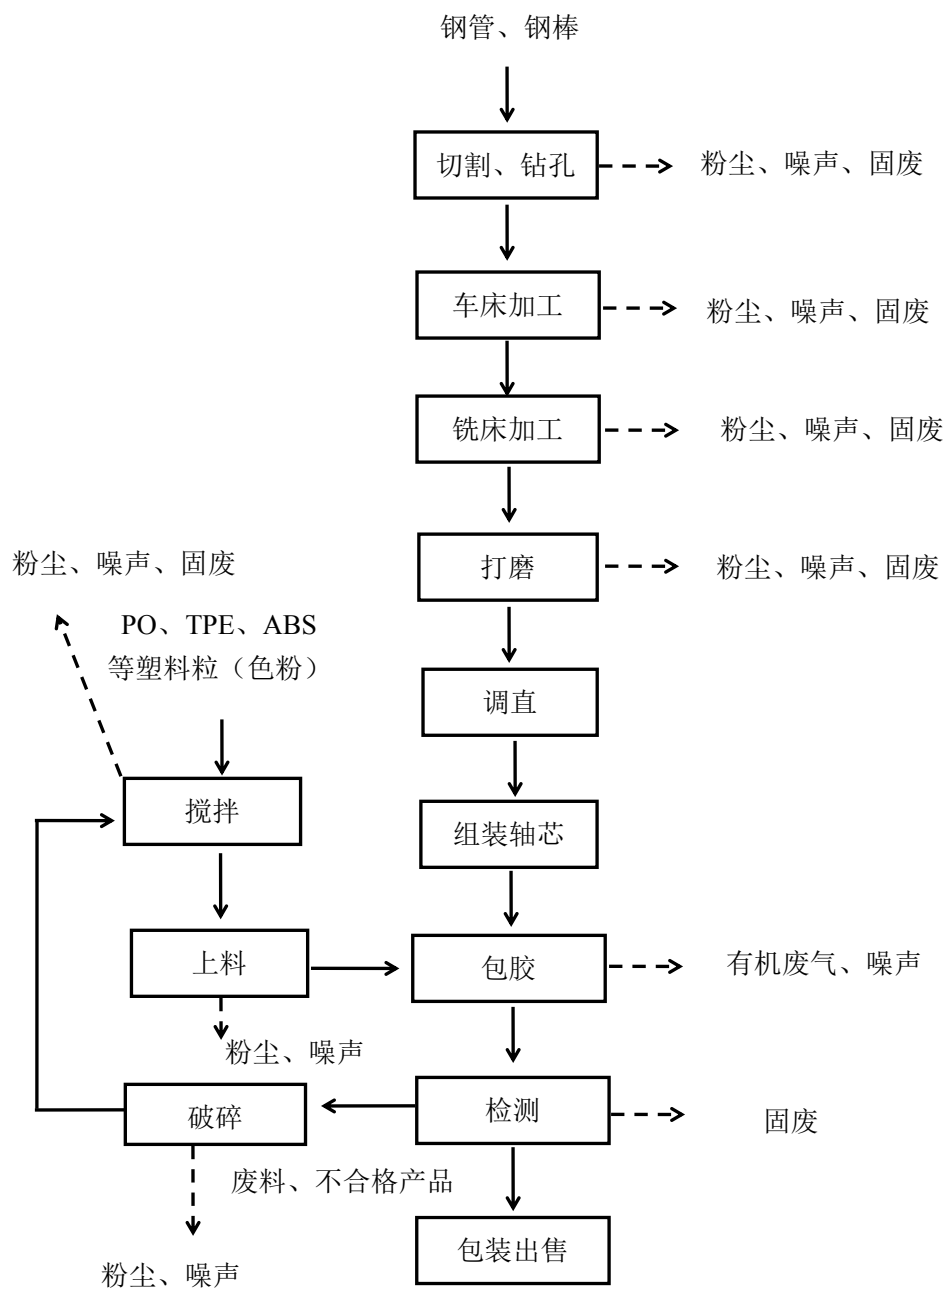 钢管、钢棒
切割、钻孔
粉尘、噪声、固废
车床加工
粉尘、噪声、固废
铣床加工
粉尘、噪声、固废
打磨
粉尘、噪声、固废
粉尘、噪声、固废
PO、TPE、ABS
等塑料粒（色粉）
调直
搅拌
组装轴芯
上料
包胶
有机废气、噪声
粉尘、噪声
破碎
检测
固废
废料、不合格产品
包装出售
粉尘、噪声